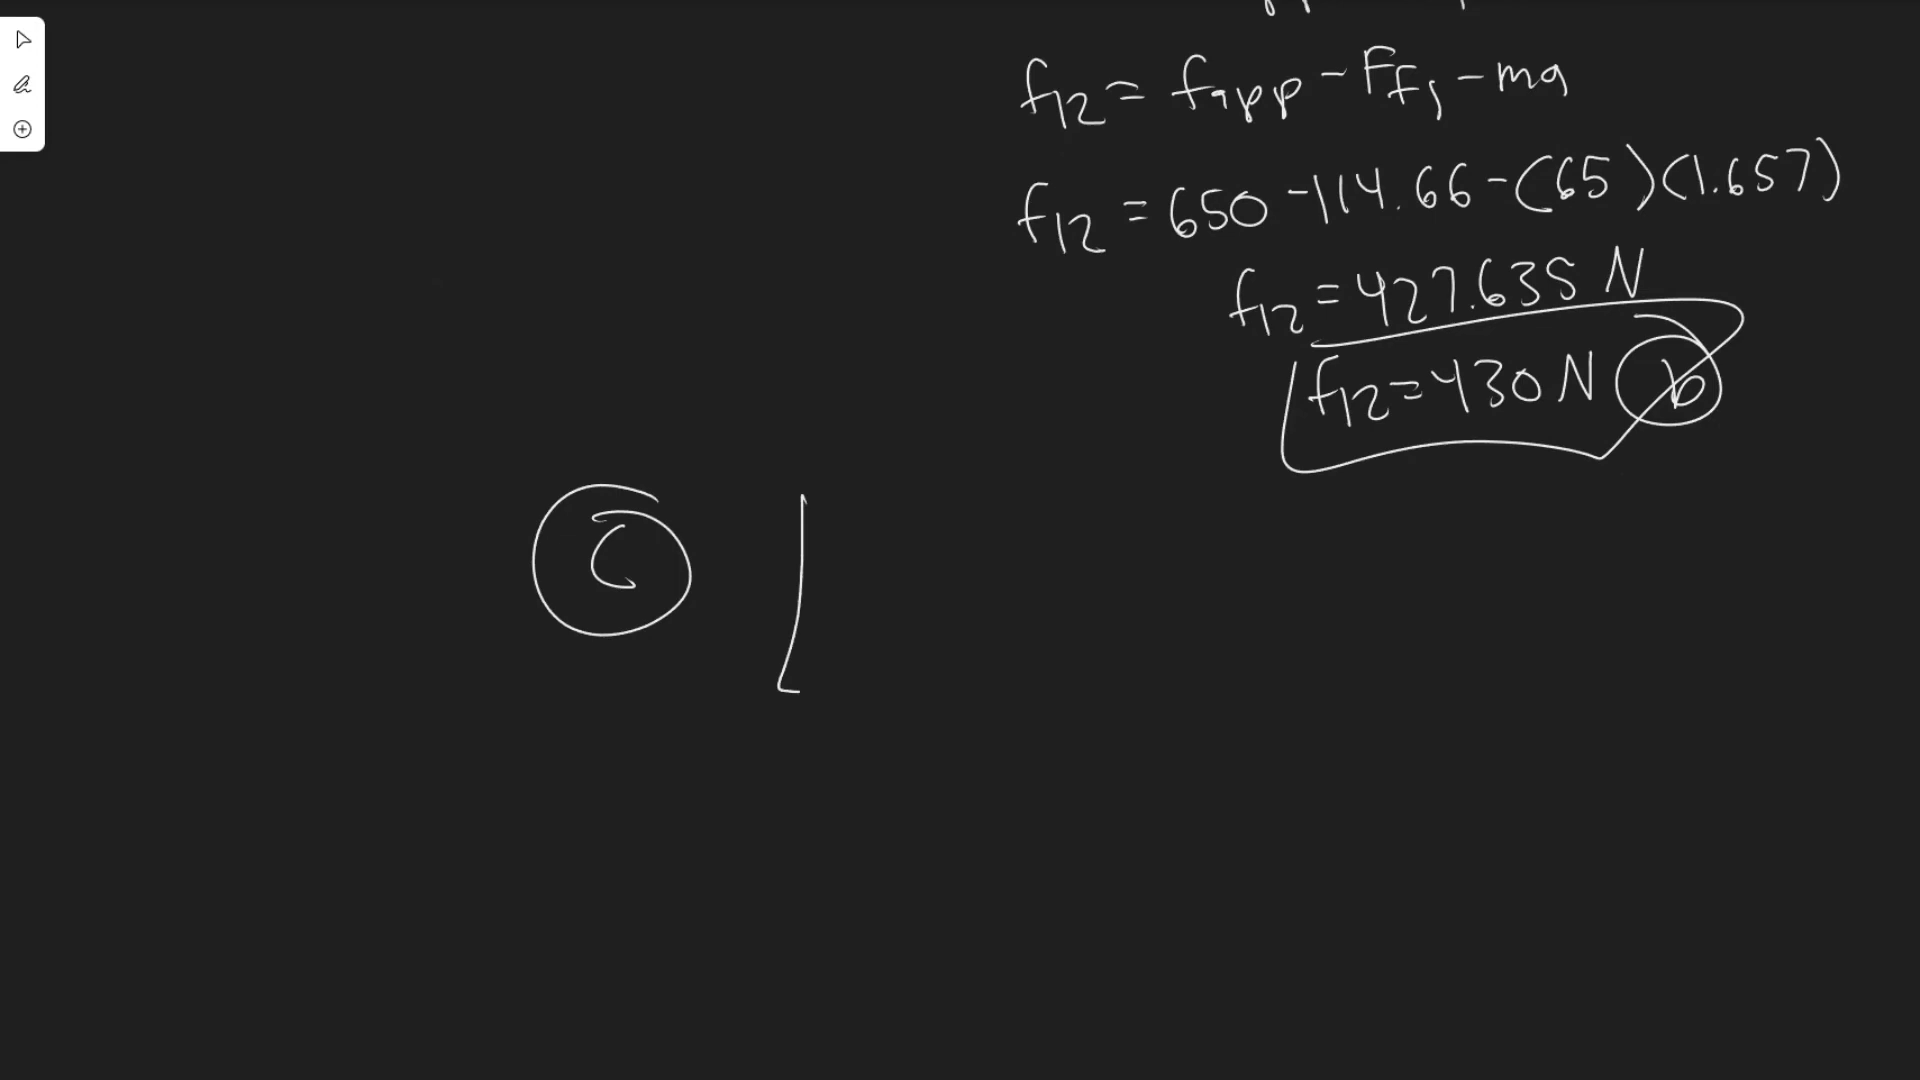 f12 = fapp - Ff1 - ma
f12 = 650 - 114.66 - (65)(1.657)
f12 = 427.635 N
f12 = 430 N b
c